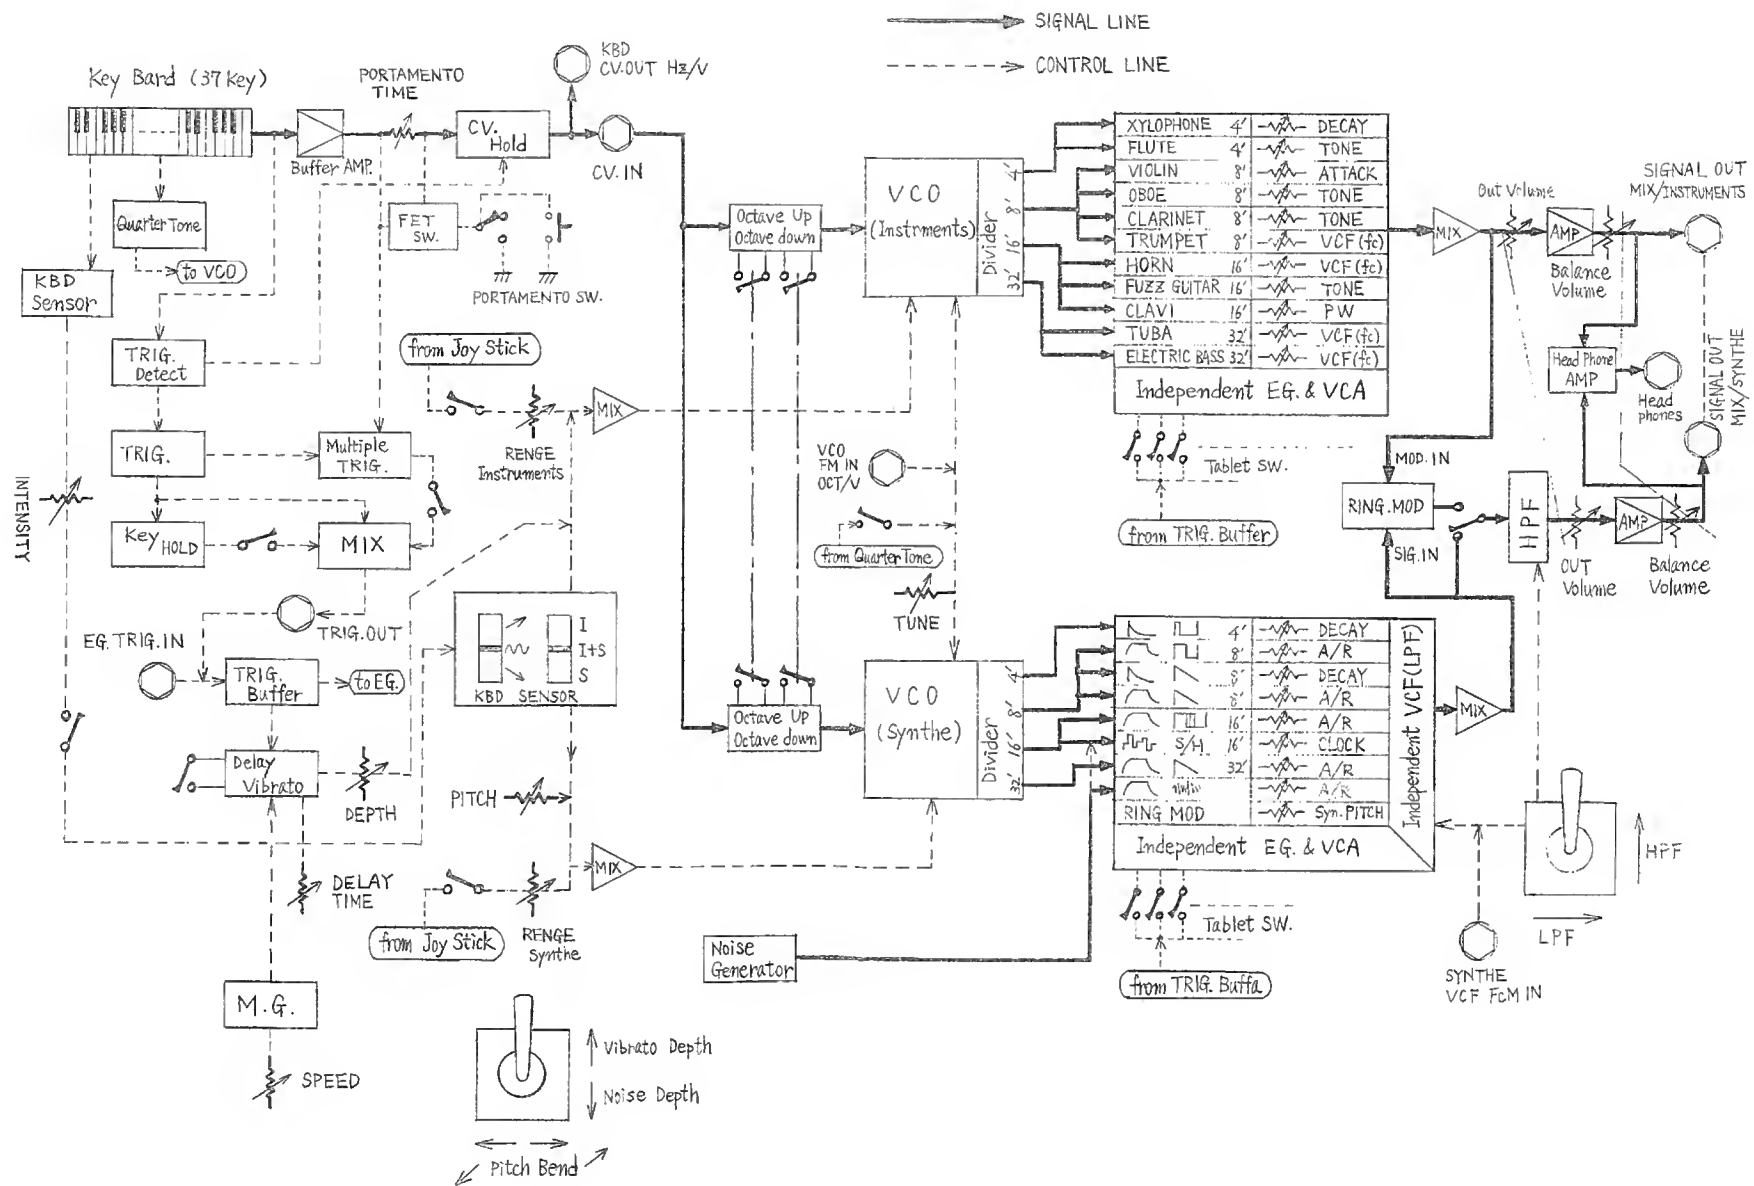 SIGNAL LINE
CONTROL LINE
Key Bard (37 key)
PORTAMENTO
TIME
KBD
CV.OUT Hz/V
CV.
Hold
Buffer AMP.
CV. IN
Quarter Tone
to VCO
KBD
Sensor
FET
SW.
PORTAMENTO SW.
TRIG.
Detect
TRIG.
Multiple
TRIG.
INTENSITY
Key HOLD
MIX
TRIG.OUT
EG. TRIG. IN
TRIG.
Buffer
to EG.
Delay
Vibrato
DEPTH
DELAY
TIME
M.G.
SPEED
from Joy Stick
RENGE
Instruments
MIX
KBD SENSOR
I
I+S
S
PITCH
MIX
from Joy Stick
RENGE
Synthe
Vibrato Depth
Noise Depth
Pitch Bend
Octave Up
Octave down
VCO
(Instrments)
Divider
4'
8'
16'
32'
VCO
FM IN
OCT/V
from Quarter Tone
TUNE
Octave Up
Octave down
VCO
(Synthe)
Divider
4'
8'
16'
32'
Noise
Generator
XYLOPHONE 4' DECAY
FLUTE 4' TONE
VIOLIN 8' ATTACK
OBOE 8' TONE
CLARINET 8' TONE
TRUMPET 8' VCF(fc)
HORN 16' VCF(fc)
FUZZ GUITAR 16' TONE
CLAVI 16' PW
TUBA 32' VCF(fc)
ELECTRIC BASS 32' VCF(fc)
Independent EG. & VCA
Tablet SW.
from TRIG. Buffer
4' DECAY
8' A/R
8' DECAY
8' A/R
16' A/R
S/H 16' CLOCK
32' A/R
A/R
RING MOD Syn. PITCH
Independent EG. & VCA
Independent VCF(LPF)
Tablet SW.
from TRIG. Buffa
MIX
Out Volume
AMP
Balance
Volume
SIGNAL OUT
MIX/INSTRUMENTS
Head Phone
AMP
Head
phones
SIGNAL OUT
MIX/SYNTHE
MOD. IN
RING. MOD
SIG. IN
HPF
OUT
Volume
AMP
Balance
Volume
MIX
HPF
LPF
SYNTHE
VCF FcM IN